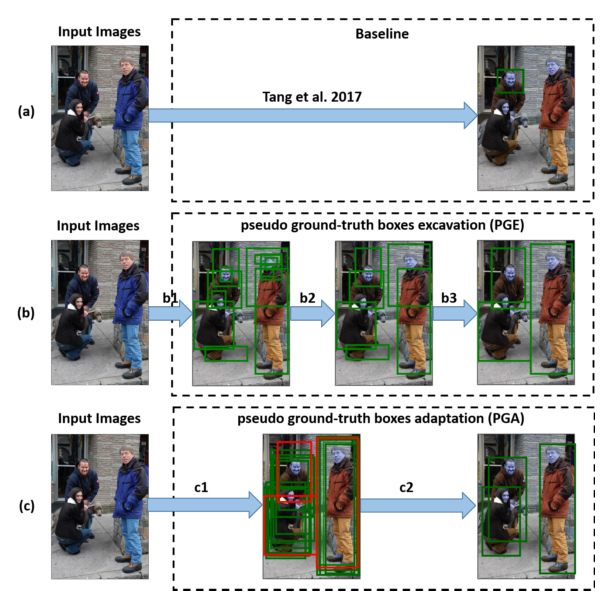 Input Images
Baseline
(a)
Tang et al. 2017
Input Images
pseudo ground-truth boxes excavation (PGE)
(b)
b1
b2
b3
Input Images
pseudo ground-truth boxes adaptation (PGA)
(c)
c1
c2